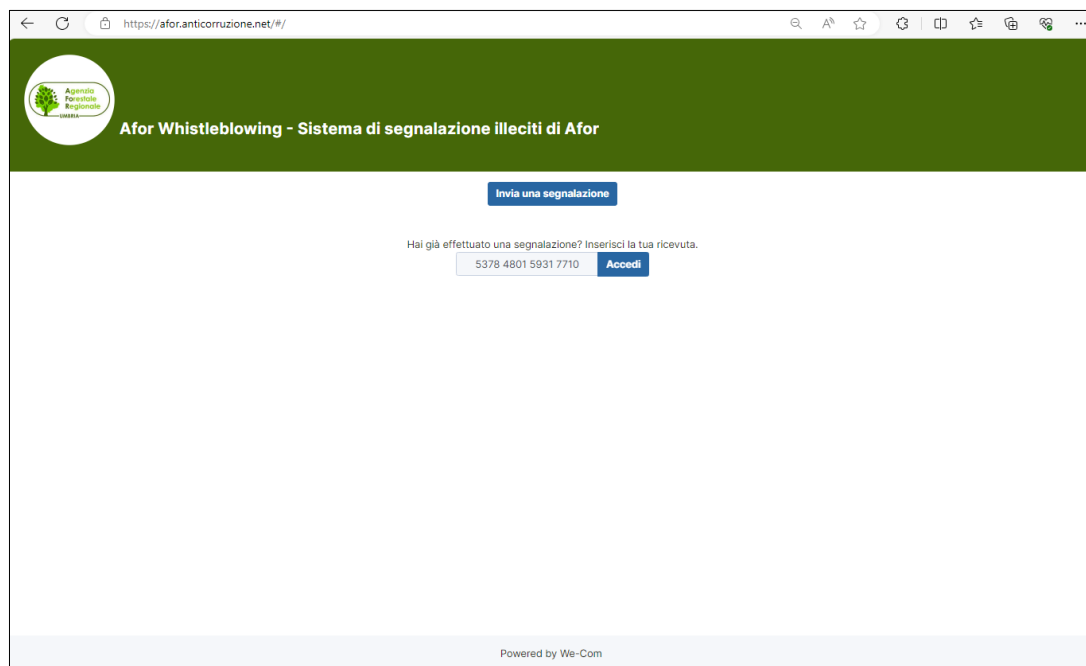 https://afor.anticorruzione.net/#/
Agenzia
Forestale
Regionale
UMBRIA
Afor Whistleblowing - Sistema di segnalazione illeciti di Afor
Invia una segnalazione
Hai già effettuato una segnalazione? Inserisci la tua ricevuta.
5378 4801 5931 7710 Accedi
Powered by We-Com